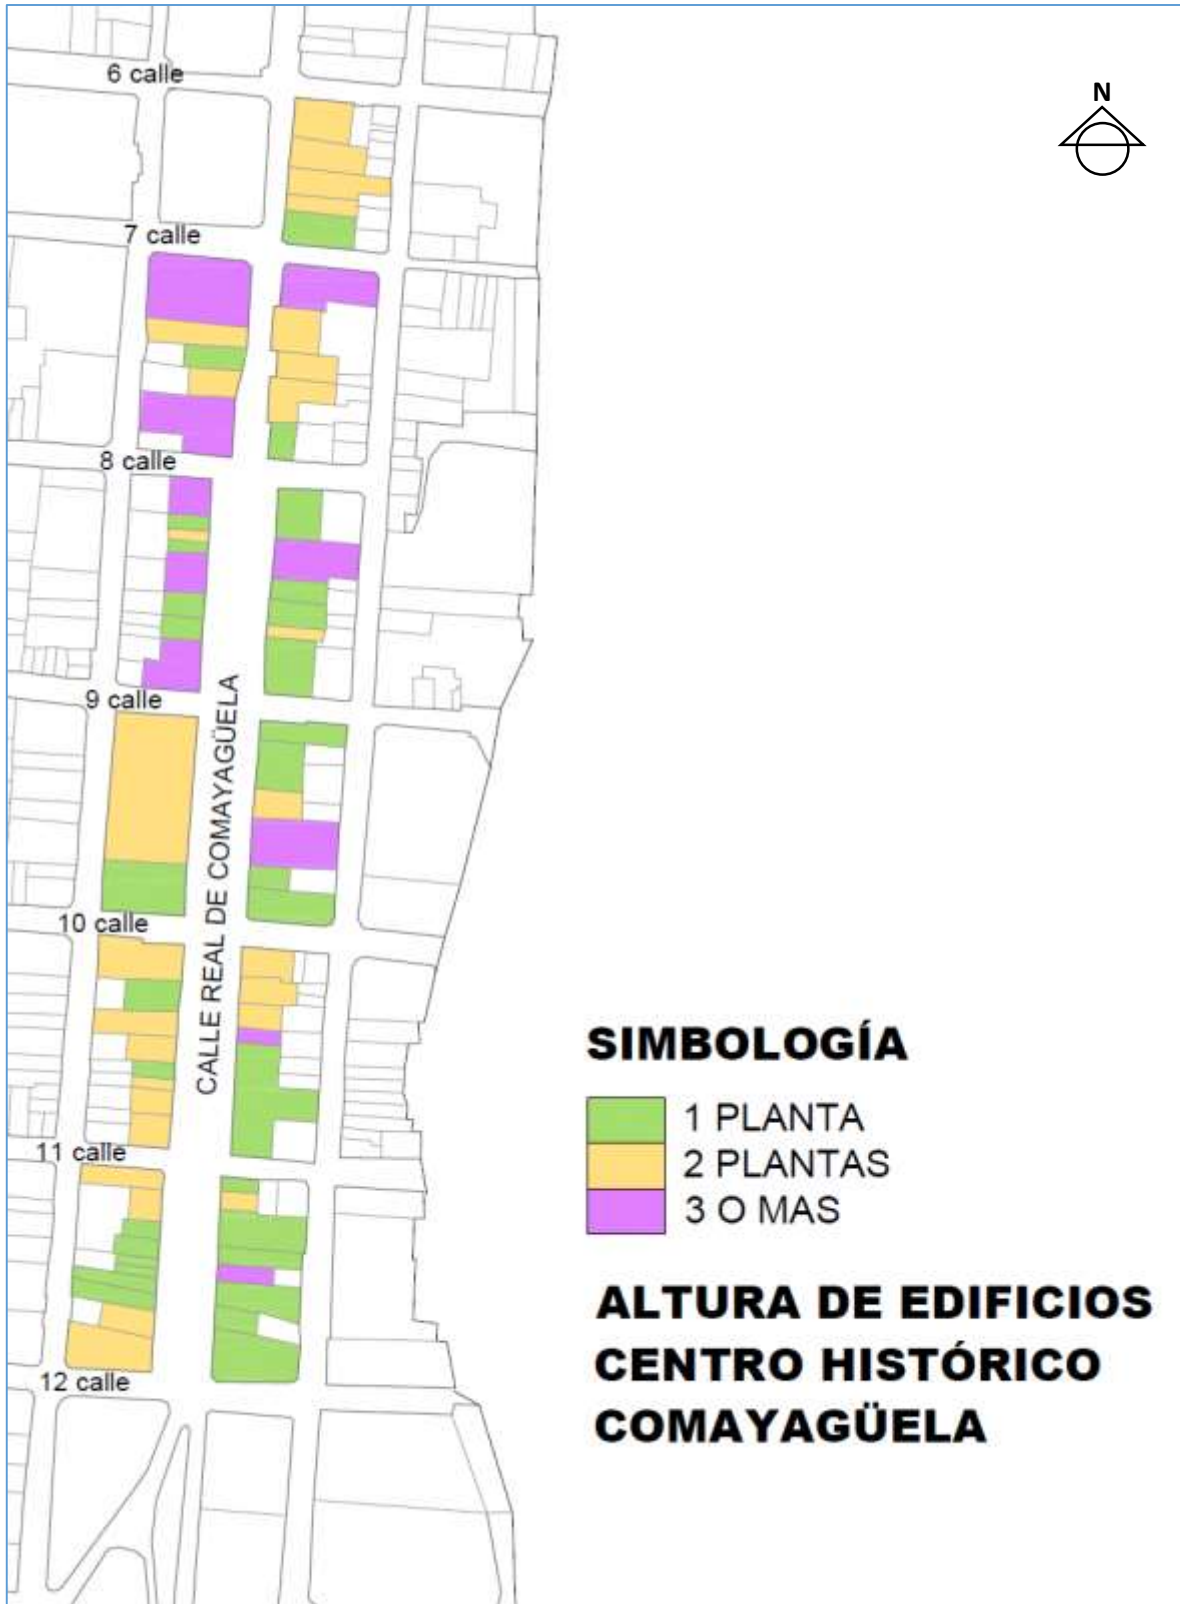 6 calle
N
7 calle
8 calle
9 calle
CALLE REAL DE COMAYAGÜELA
10 calle
11 calle
12 calle
SIMBOLOGÍA
1 PLANTA
2 PLANTAS
3 O MAS
ALTURA DE EDIFICIOS
CENTRO HISTÓRICO
COMAYAGÜELA